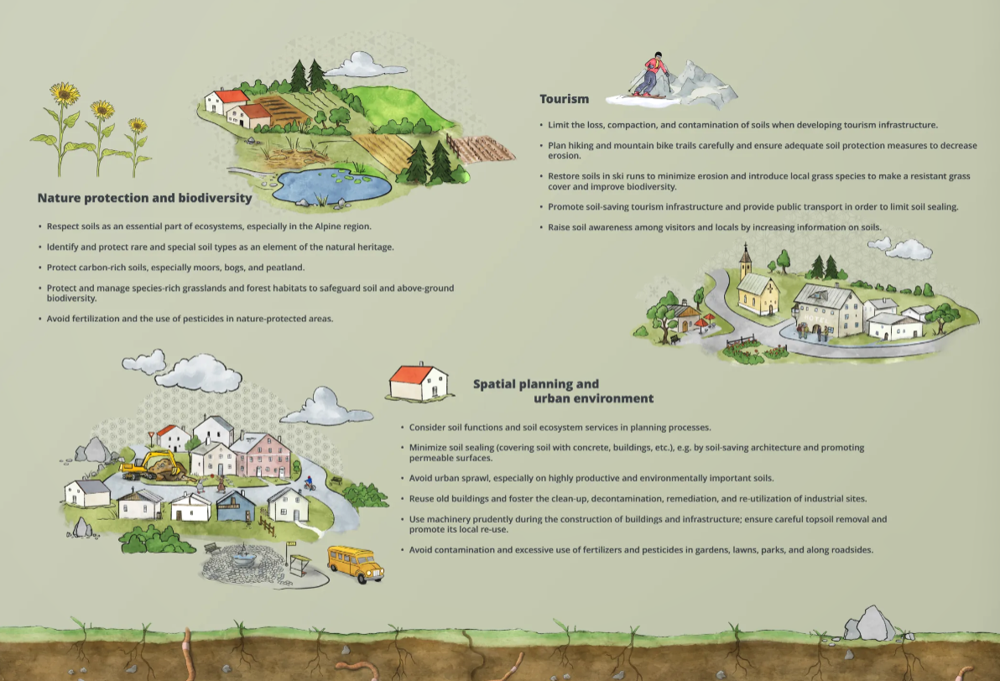 Nature protection and biodiversity
• Respect soils as an essential part of ecosystems, especially in the Alpine region.
• Identify and protect rare and special soil types as an element of the natural heritage.
• Protect carbon-rich soils, especially moors, bogs, and peatland.
• Protect and manage species-rich grasslands and forest habitats to safeguard soil and above-ground
biodiversity.
• Avoid fertilization and the use of pesticides in nature-protected areas.
Tourism
• Limit the loss, compaction, and contamination of soils when developing tourism infrastructure.
• Plan hiking and mountain bike trails carefully and ensure adequate soil protection measures to decrease
erosion.
• Restore soils in ski runs to minimize erosion and introduce local grass species to make a resistant grass
cover and improve biodiversity.
• Promote soil-saving tourism infrastructure and provide public transport in order to limit soil sealing.
• Raise soil awareness among visitors and locals by increasing information on soils.
HOTEL
Spatial planning and
urban environment
• Consider soil functions and soil ecosystem services in planning processes.
• Minimize soil sealing (covering soil with concrete, buildings, etc.), e.g. by soil-saving architecture and promoting
permeable surfaces.
• Avoid urban sprawl, especially on highly productive and environmentally important soils.
• Reuse old buildings and foster the clean-up, decontamination, remediation, and re-utilization of industrial sites.
• Use machinery prudently during the construction of buildings and infrastructure; ensure careful topsoil removal and
promote its local re-use.
• Avoid contamination and excessive use of fertilizers and pesticides in gardens, lawns, parks, and along roadsides.